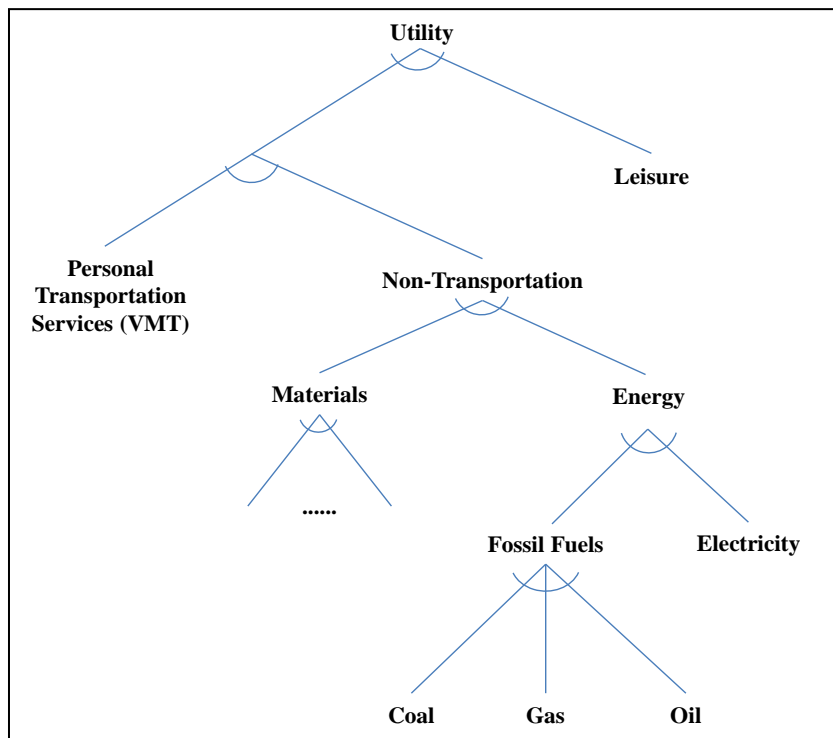 Utility
Leisure
Personal
Transportation
Services (VMT)
Non-Transportation
Materials
Energy
......
Fossil Fuels
Electricity
Coal
Gas
Oil